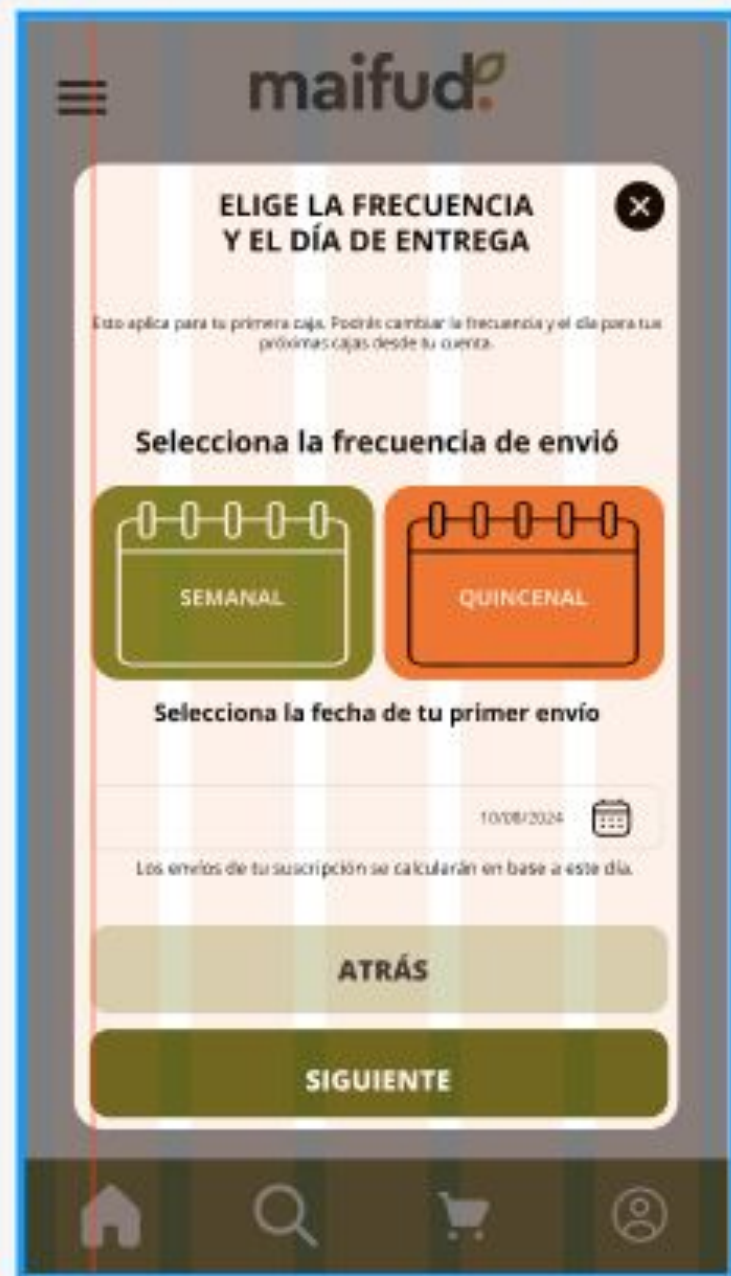 maifud.
ELIGE LA FRECUENCIA
Y EL DÍA DE ENTREGA
Esto aplica para tu primera caja. Podrás cambiar la frecuencia y el día para tus
próximas cajas desde tu cuenta.
Selecciona la frecuencia de envió
SEMANAL
QUINCENAL
Selecciona la fecha de tu primer envío
10/08/2024
Los envíos de tu suscripción se calcularán en base a este día.
ATRÁS
SIGUIENTE